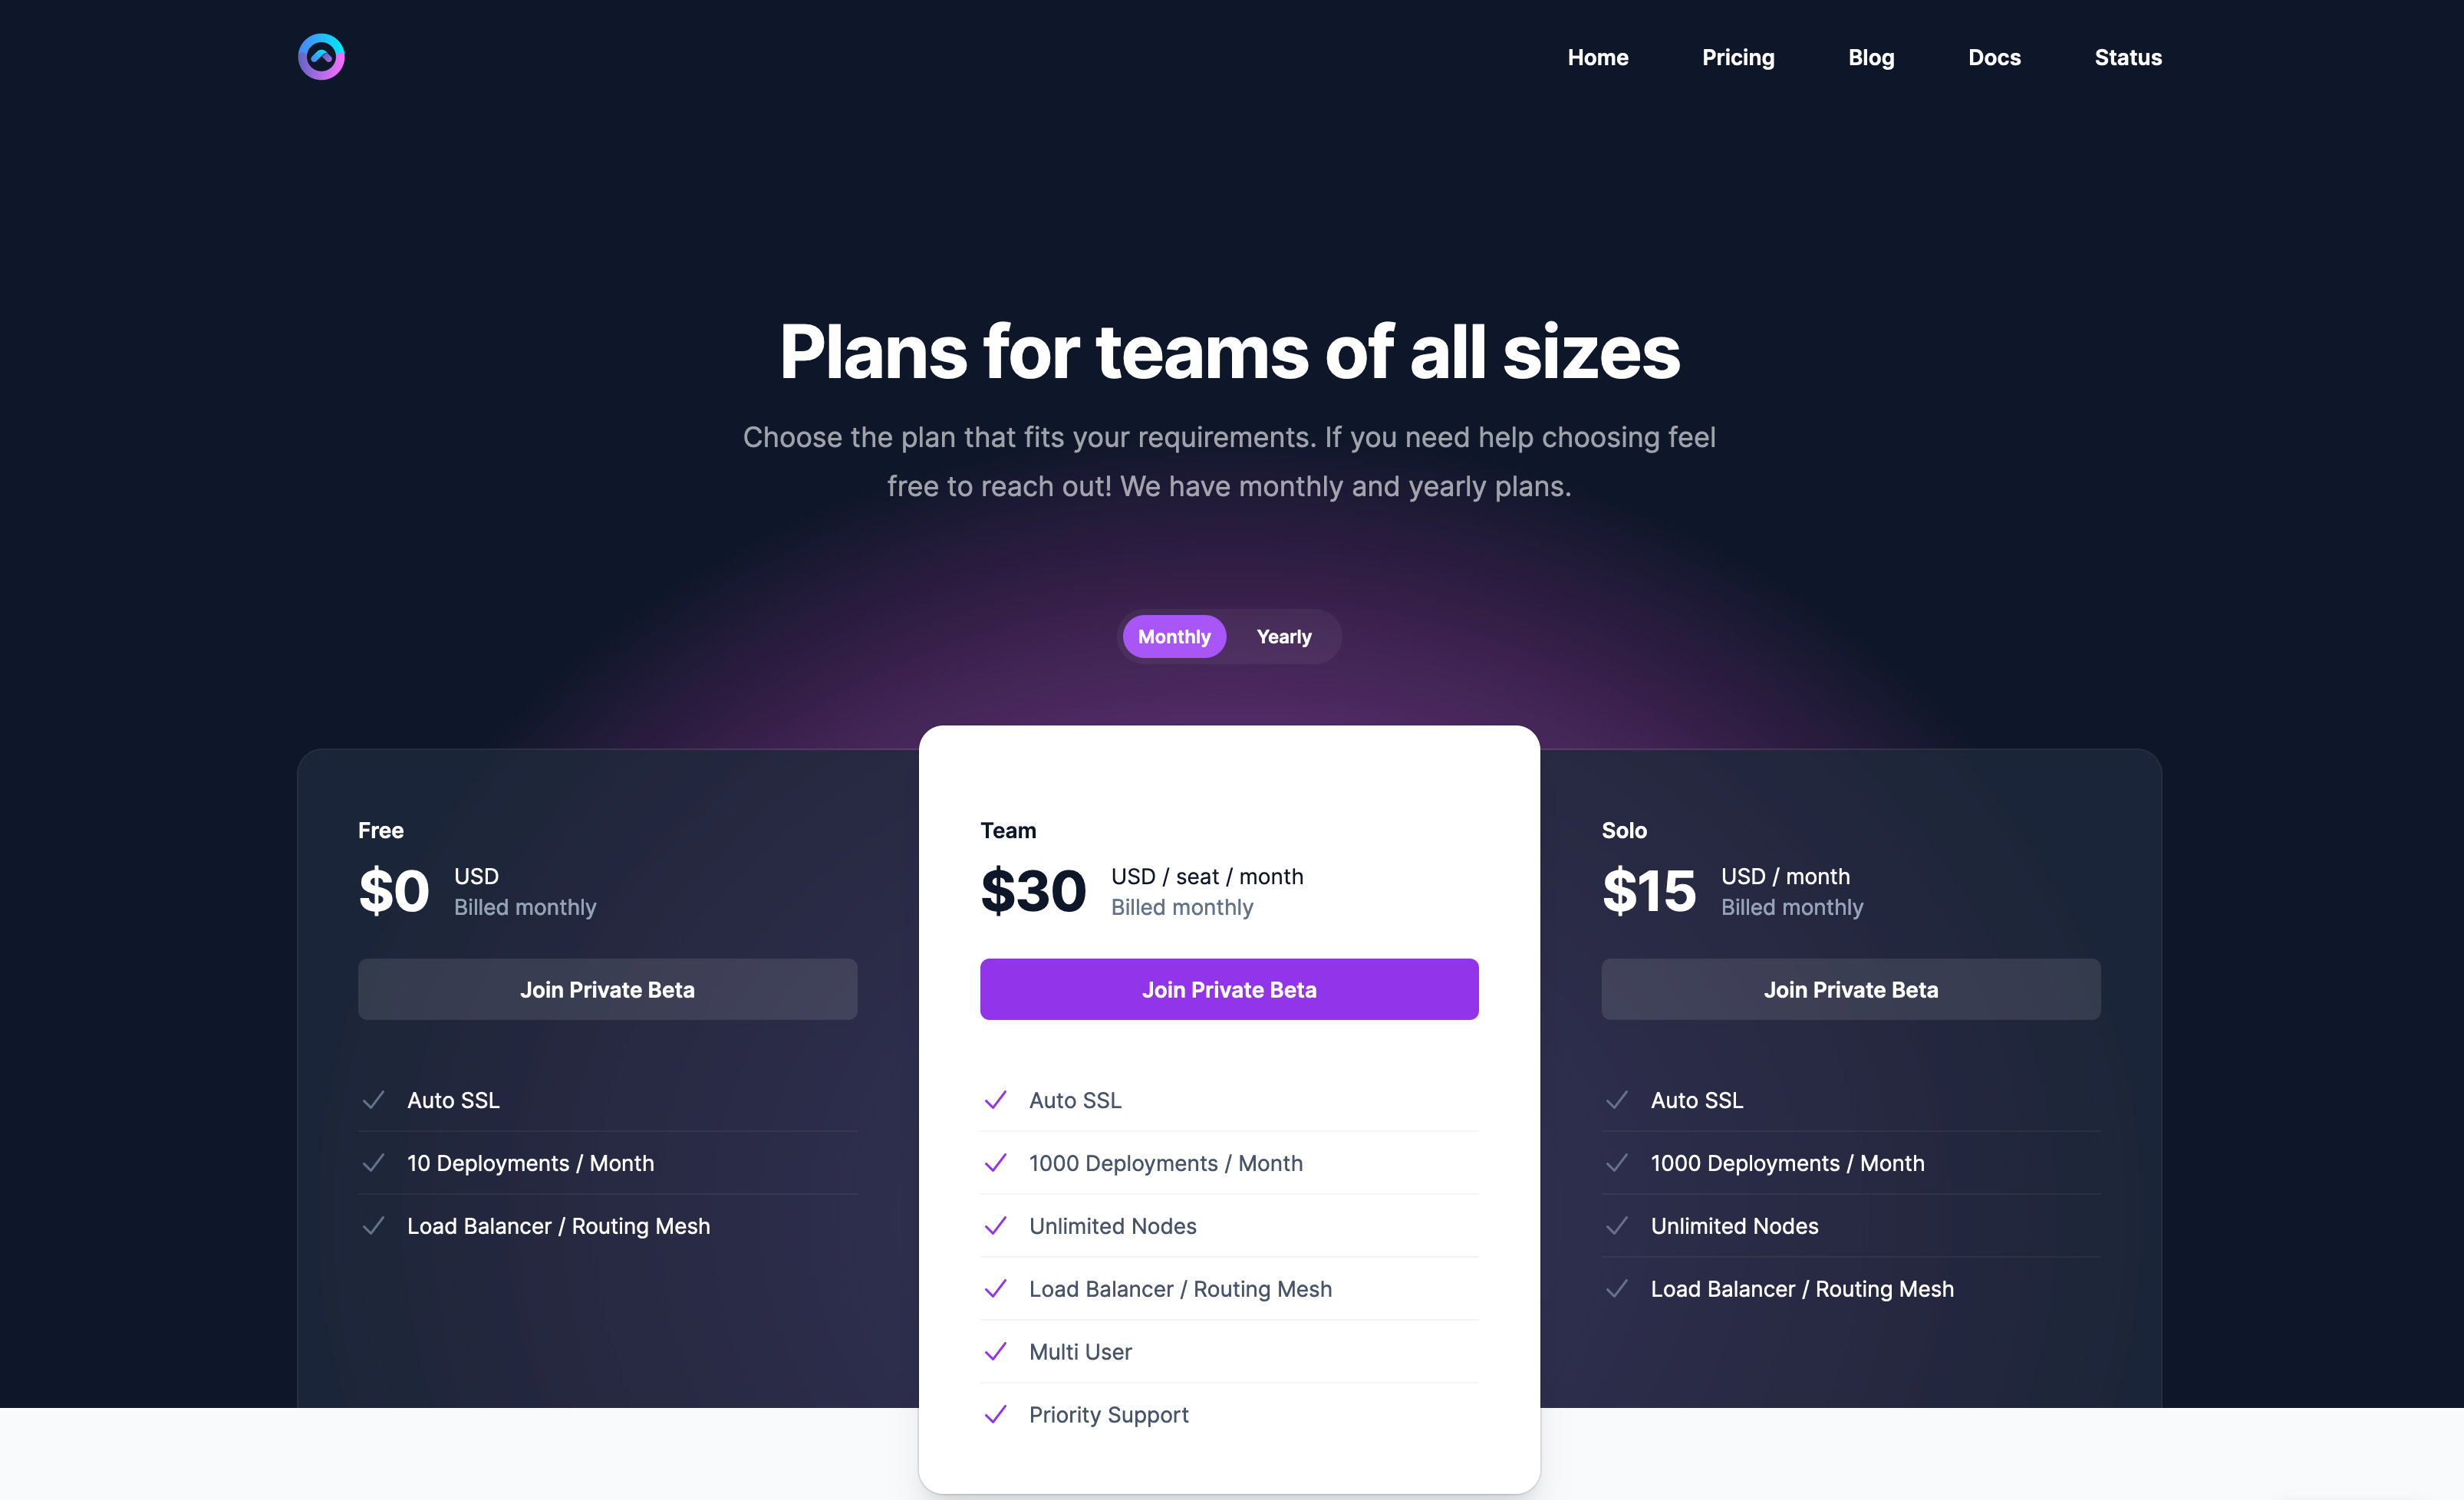 Home
Pricing
Blog
Docs
Status
Plans for teams of all sizes
Choose the plan that fits your requirements. If you need help choosing feel
free to reach out! We have monthly and yearly plans.
Monthly
Yearly
Free
$0
USD
Billed monthly
Join Private Beta
Auto SSL
10 Deployments / Month
Load Balancer / Routing Mesh
Team
$30
USD / seat / month
Billed monthly
Join Private Beta
Auto SSL
1000 Deployments / Month
Unlimited Nodes
Load Balancer / Routing Mesh
Multi User
Priority Support
Solo
$15
USD / month
Billed monthly
Join Private Beta
Auto SSL
1000 Deployments / Month
Unlimited Nodes
Load Balancer / Routing Mesh